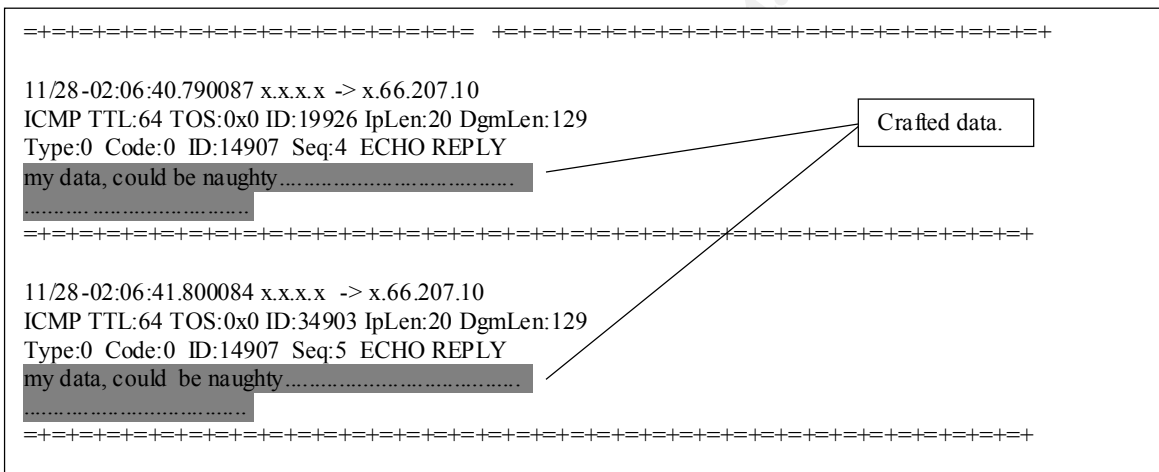 =+=+=+=+=+=+=+=+=+=+=+=+=+=+=+=+= +=+=+=+=+=+=+=+=+=+=+=+=+=+=+=+=+=+=+=+=+
11/28-02:06:40.790087 x.x.x.x -> x.66.207.10
ICMP TTL:64 TOS:0x0 ID:19926 IpLen:20 DgmLen:129
Type:0 Code:0 ID:14907 Seq:4 ECHO REPLY
Crafted data.
my data, could be naughty........................................
.......................................
=+=+=+=+=+=+=+=+=+=+=+=+=+=+=+=+=+=+=+=+=+=+=+=+=+=+=+=+=+=+=+=+=+=+=+=+=+
11/28-02:06:41.800084 x.x.x.x -> x.66.207.10
ICMP TTL:64 TOS:0x0 ID:34903 IpLen:20 DgmLen:129
Type:0 Code:0 ID:14907 Seq:5 ECHO REPLY
my data, could be naughty........................................
......................................
=+=+=+=+=+=+=+=+=+=+=+=+=+=+=+=+=+=+=+=+=+=+=+=+=+=+=+=+=+=+=+=+=+=+=+=+=+